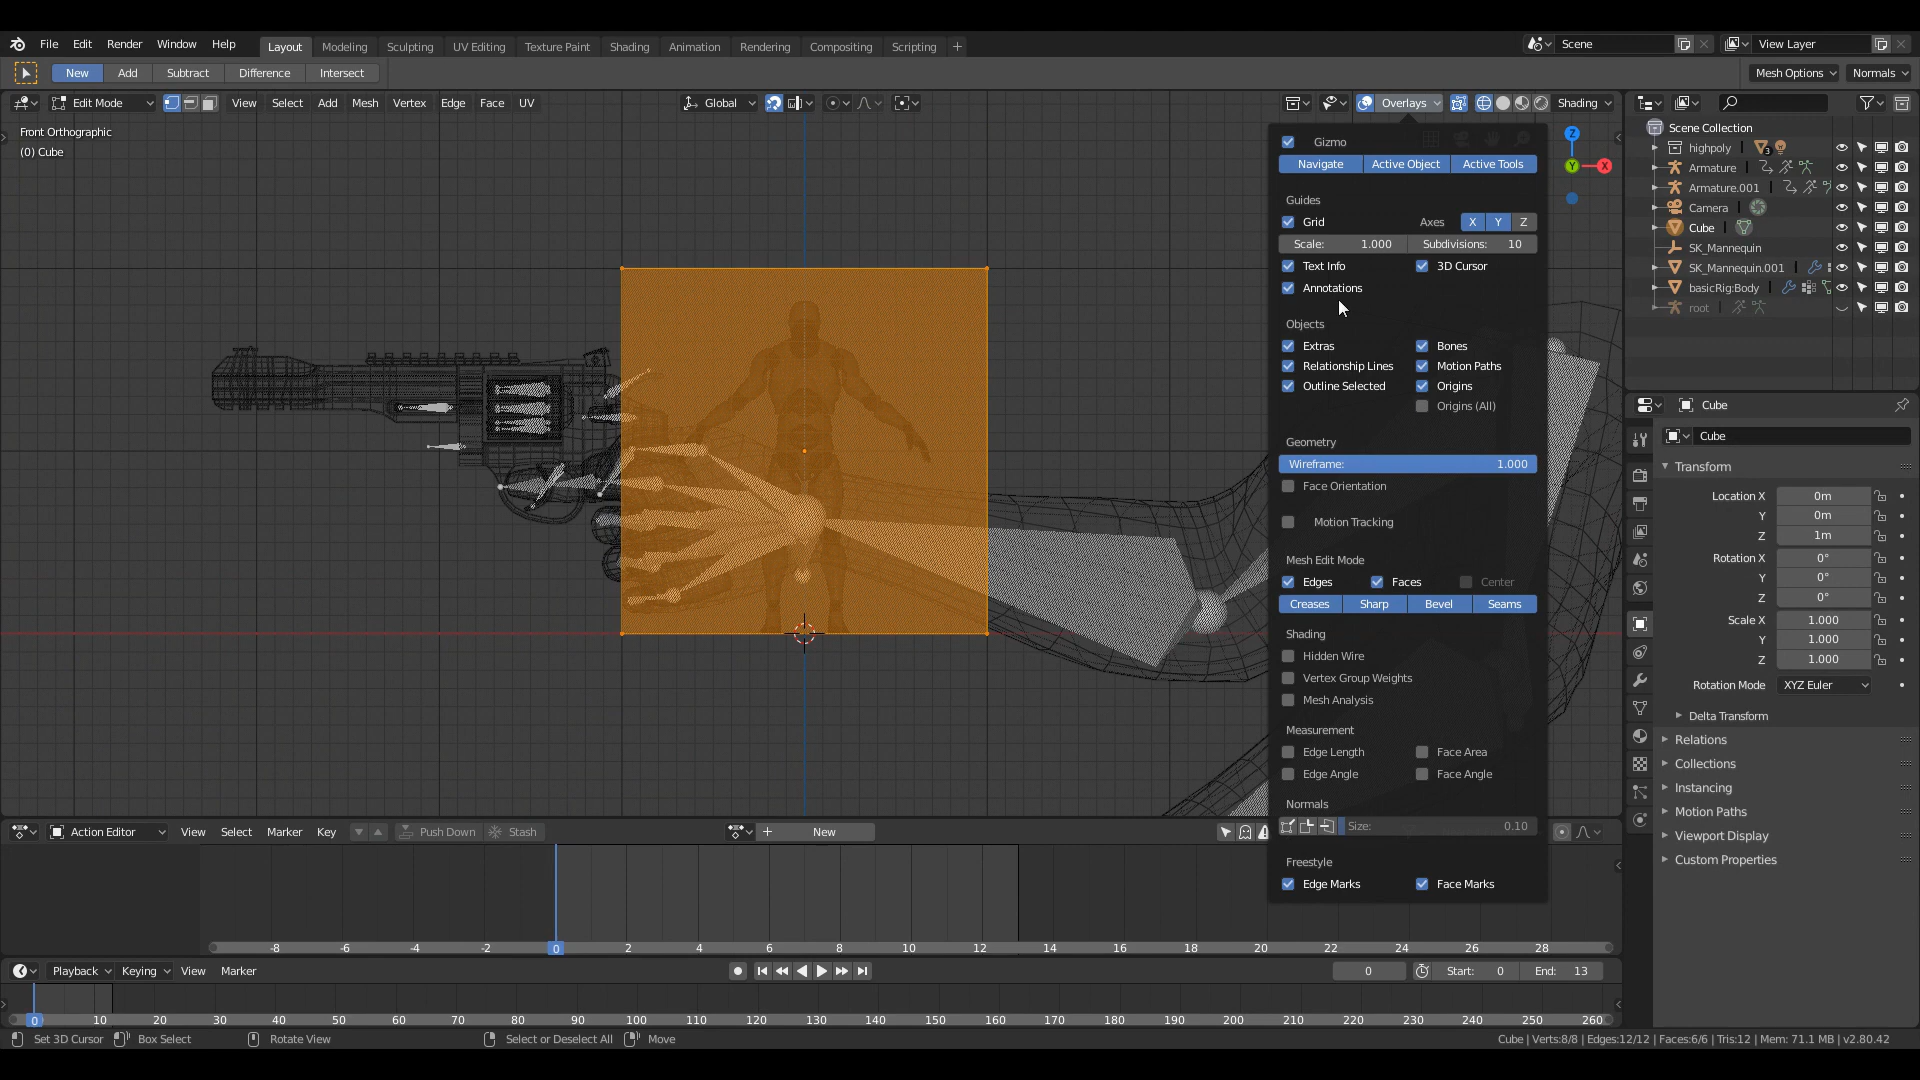 File Edit Render Window Help Layout Modeling Sculpting UV Editing Texture Paint Shading Animation Rendering Compositing Scripting + Scene View Layer
New Add Subtract Difference Intersect Mesh Options Normals
Edit Mode View Select Add Mesh Vertex Edge Face UV Global Overlays Shading
Front Orthographic
(0) Cube
Gizmo
Navigate Active Object Active Tools
Guides
Grid Axes X Y Z
Scale: 1.000 Subdivisions: 10
Text Info 3D Cursor
Annotations
Objects
Extras Bones
Relationship Lines Motion Paths
Outline Selected Origins
Origins (All)
Geometry
Wireframe: 1.000
Face Orientation
Motion Tracking
Mesh Edit Mode
Edges Faces Center
Creases Sharp Bevel Seams
Shading
Hidden Wire
Vertex Group Weights
Mesh Analysis
Measurement
Edge Length Face Area
Edge Angle Face Angle
Normals
Size: 0.10
Freestyle
Edge Marks Face Marks
Z
Y X
Scene Collection
highpoly 3
Armature
Armature.001
Camera
Cube
SK_Mannequin
SK_Mannequin.001
basicRig:Body
root
Cube
Cube
Transform
Location X 0m
Y 0m
Z 1m
Rotation X 0°
Y 0°
Z 0°
Scale X 1.000
Y 1.000
Z 1.000
Rotation Mode XYZ Euler
Delta Transform
Relations
Collections
Instancing
Motion Paths
Viewport Display
Custom Properties
Action Editor View Select Marker Key Push Down Stash + New
-8 -6 -4 -2 0 2 4 6 8 10 12 14 16 18 20 22 24 26 28
Playback Keying View Marker 0 Start: 0 End: 13
0 10 20 30 40 50 60 70 80 90 100 110 120 130 140 150 160 170 180 190 200 210 220 230 240 250 260
Set 3D Cursor Box Select Rotate View Select or Deselect All Move Cube | Verts:8/8 | Edges:12/12 | Faces:6/6 | Tris:12 | Mem: 71.1 MB | v2.80.42